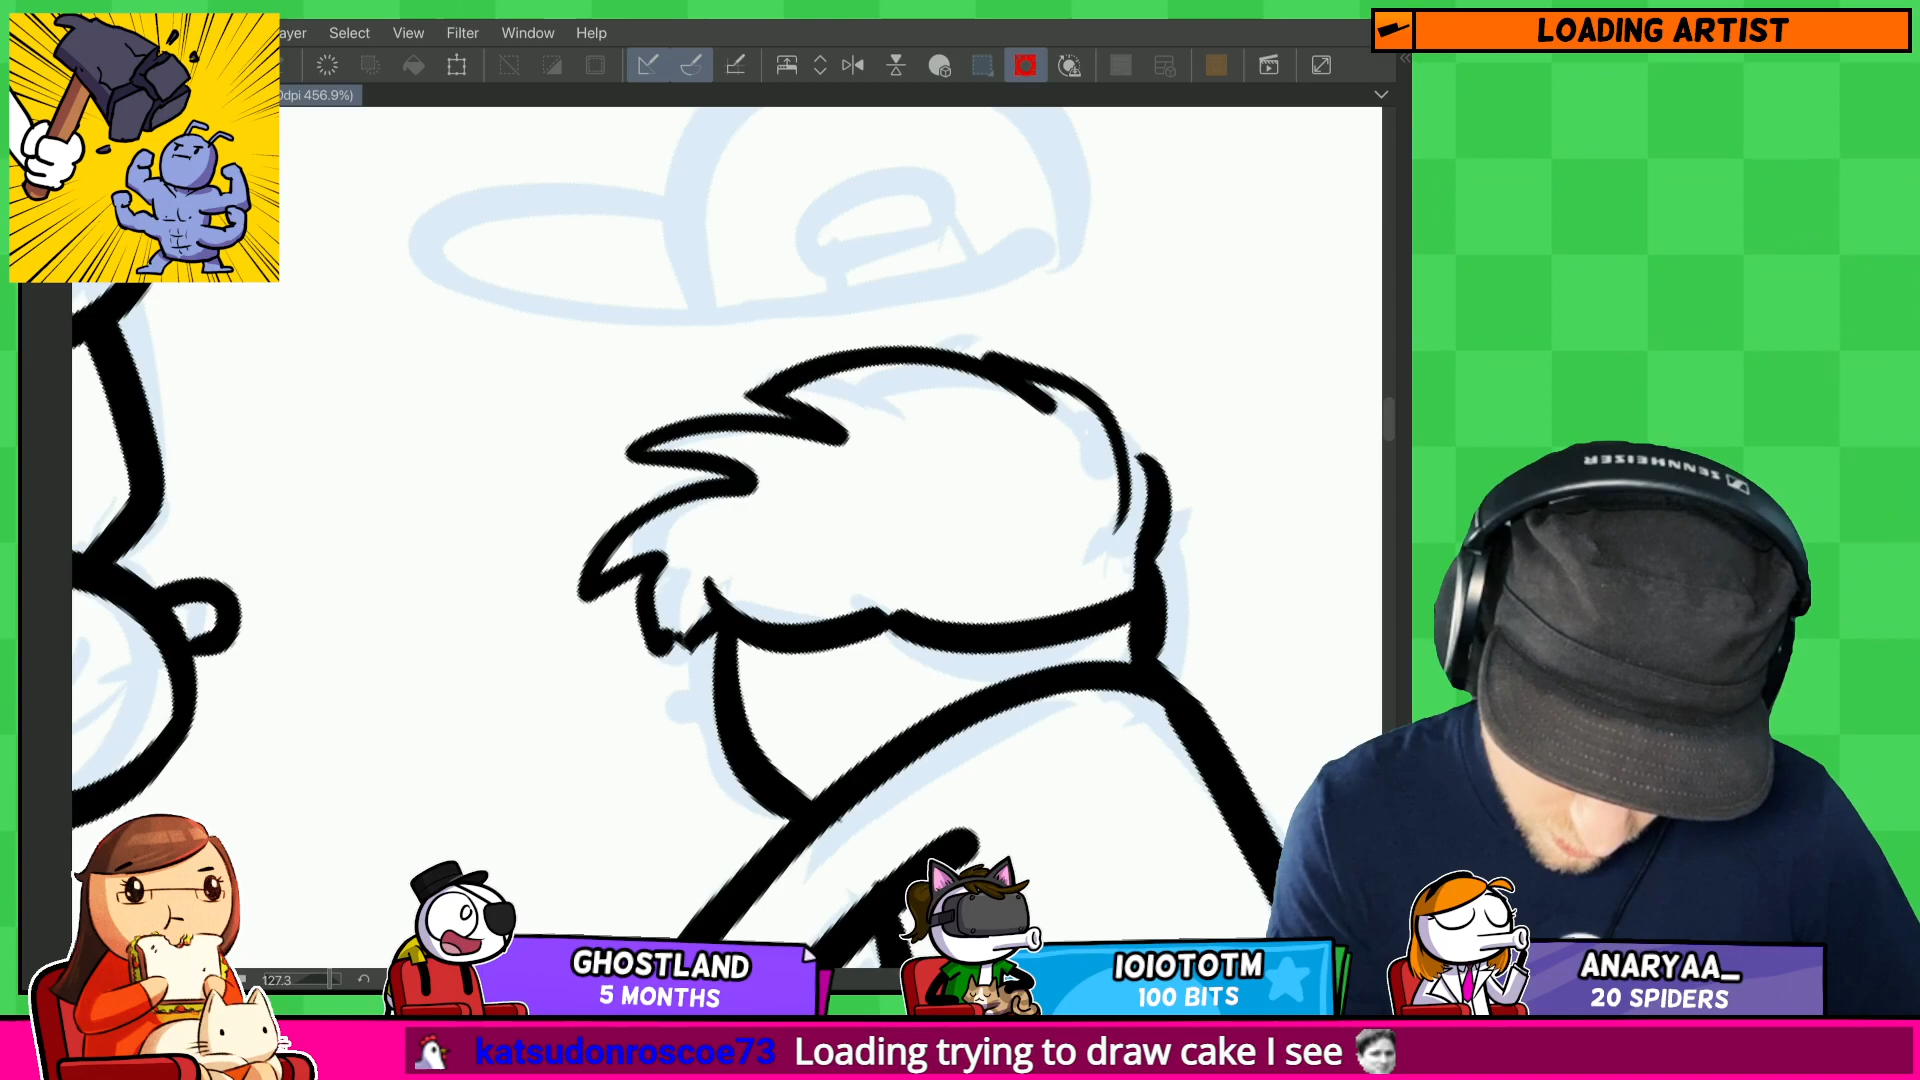 ayer Select View Filter Window Help
LOADING ARTIST
0dpi 456.9%)
SENNHEISER
127.3
GHOSTLAND
5 MONTHS
IOIOTOTM
100 BITS
ANARYAA_
20 SPIDERS
katsudonroscoe73 Loading trying to draw cake I see